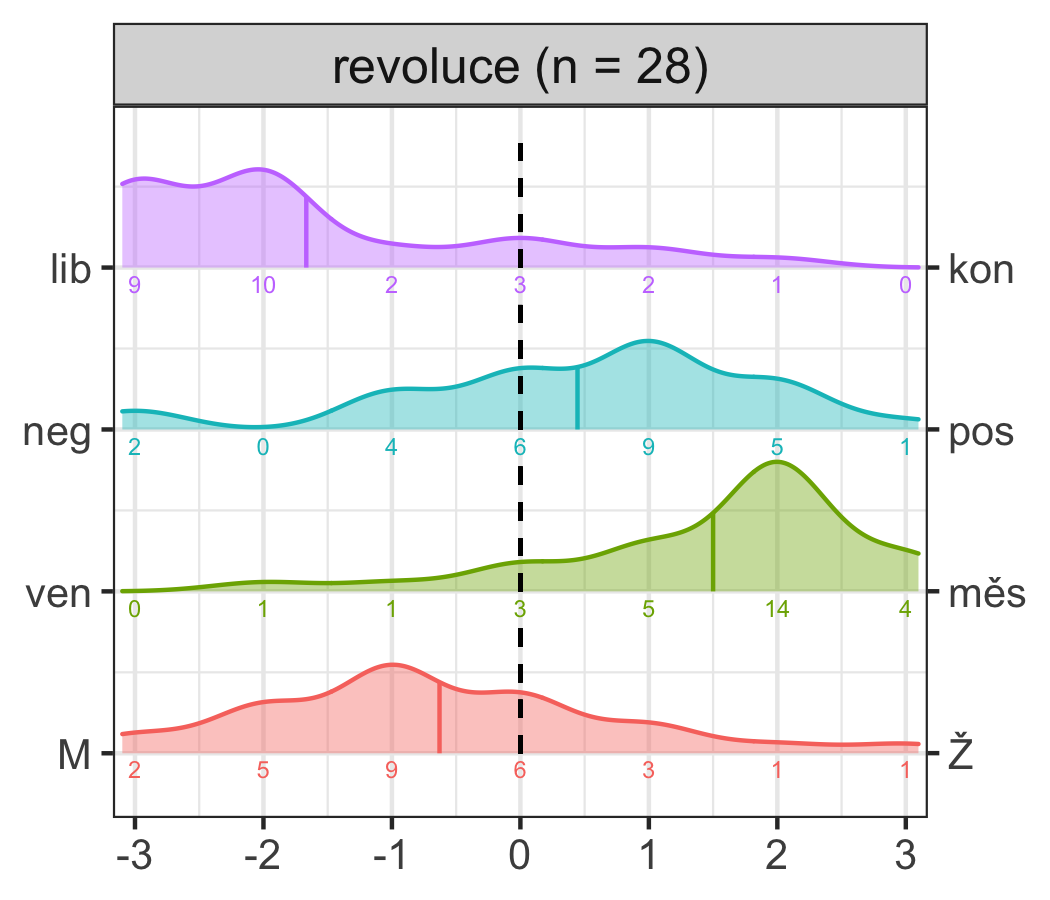 revoluce (n = 28)
lib kon
9 10 2 3 2 1 0
neg pos
2 0 4 6 9 5 1
ven měs
0 1 1 3 5 14 4
M Ž
2 5 9 6 3 1 1
-3 -2 -1 0 1 2 3